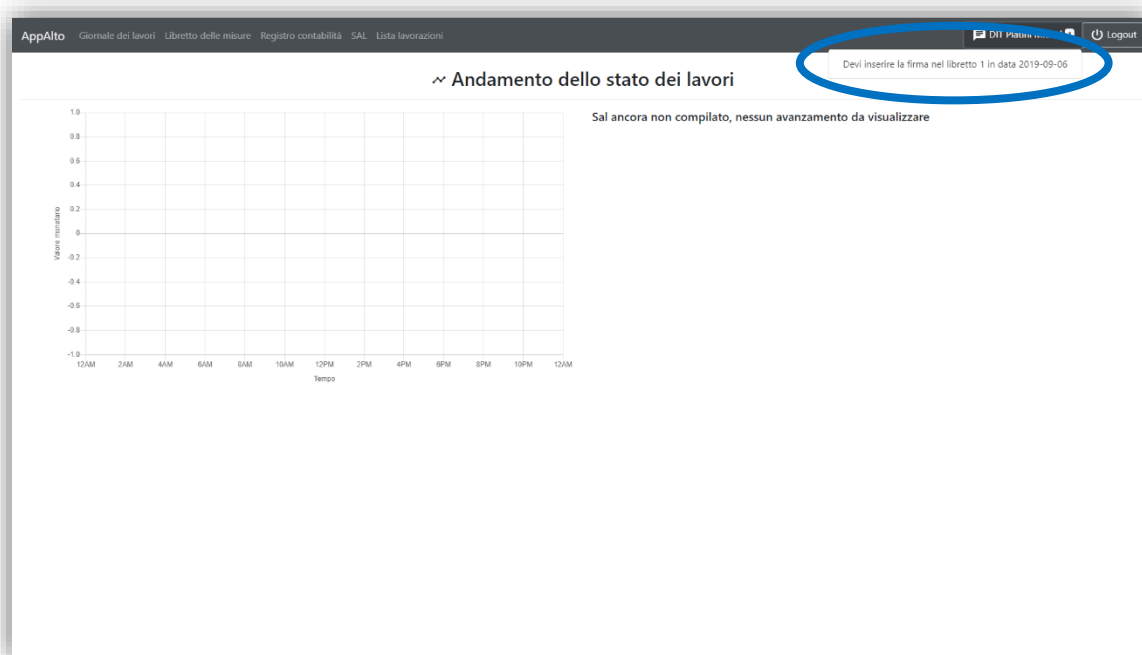 AppAlto Giornale dei lavori Libretto delle misure Registro contabilità SAL Lista lavorazioni DIT Platini Logout
Devi inserire la firma nel libretto 1 in data 2019-09-06
Andamento dello stato dei lavori
Sal ancora non compilato, nessun avanzamento da visualizzare
1.0
0.8
0.6
0.4
0.2
0
-0.2
-0.4
-0.6
-0.8
-1.0
Valore monetario
12AM 2AM 4AM 6AM 8AM 10AM 12PM 2PM 4PM 6PM 8PM 10PM 12AM
Tempo